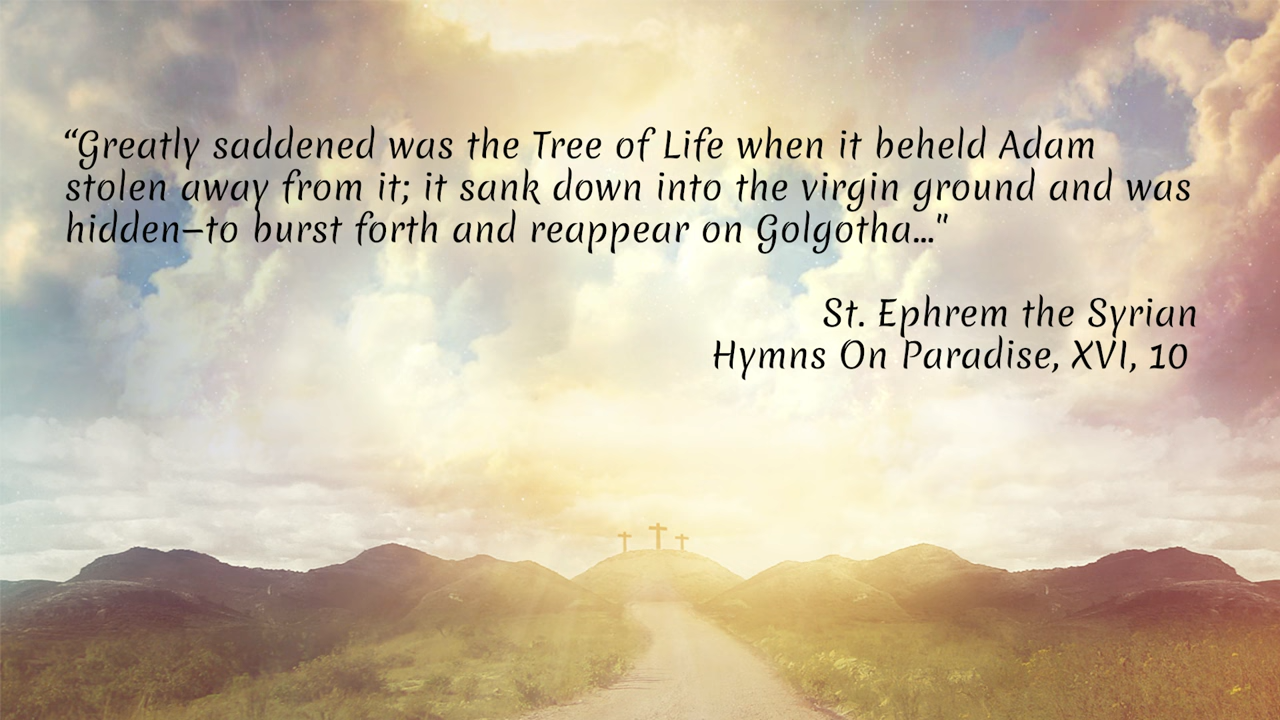 “Greatly saddened was the Tree of Life when it beheld Adam
stolen away from it; it sank down into the virgin ground and was
hidden—to burst forth and reappear on Golgotha..."
St. Ephrem the Syrian
Hymns On Paradise, XVI, 10